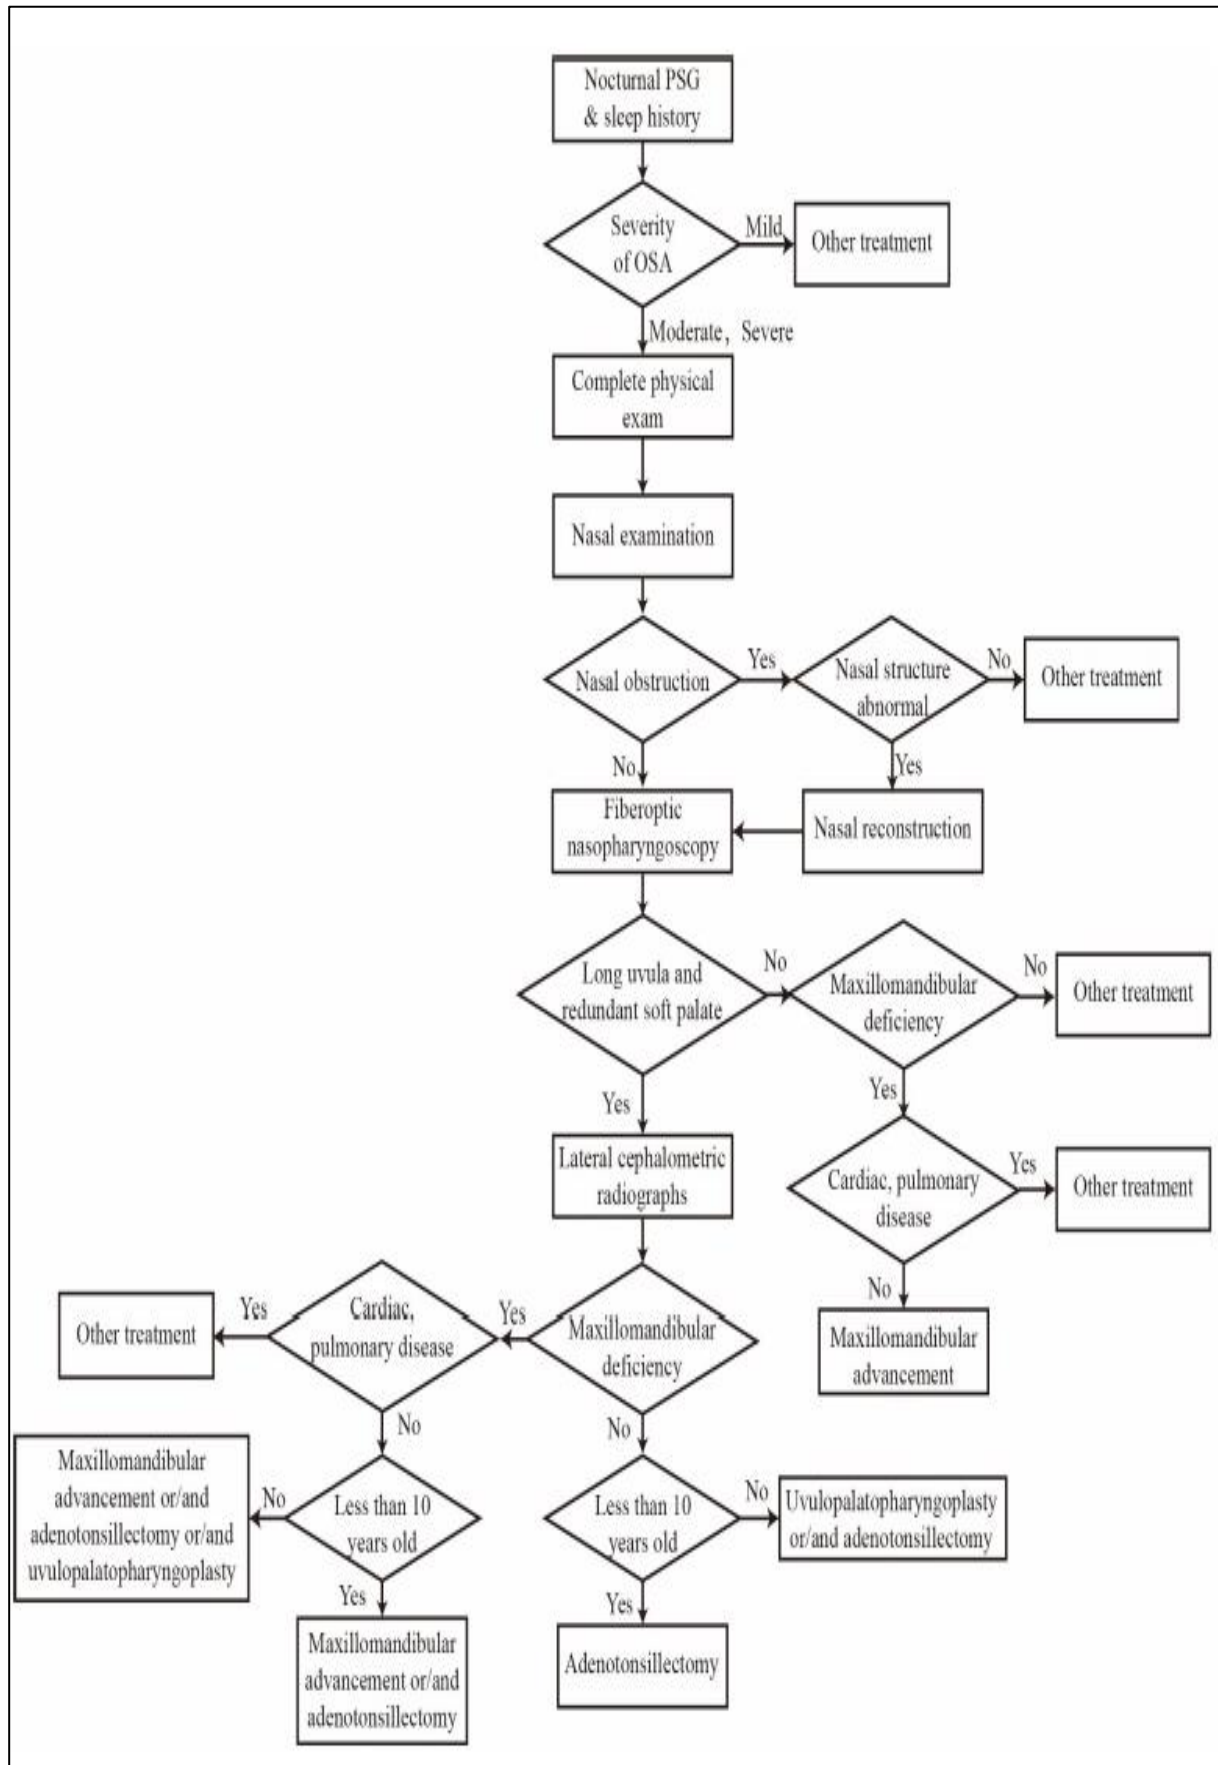 Nocturnal PSG
& sleep history
Severity
of OSA
Mild
Other treatment
Moderate, Severe
Complete physical
exam
Nasal examination
Nasal obstruction
Yes
Nasal structure
abnormal
No
Other treatment
No
Yes
Fiberoptic
nasopharyngoscopy
Nasal reconstruction
Long uvula and
redundant soft palate
No
Maxillomandibular
deficiency
No
Other treatment
Yes
Yes
Lateral cephalometric
radiographs
Cardiac, pulmonary
disease
Yes
Other treatment
No
Maxillomandibular
advancement
Other treatment
Yes
Cardiac,
pulmonary disease
Yes
Maxillomandibular
deficiency
No
No
Maxillomandibular
advancement or/and
adenotonsillectomy or/and
uvulopalatopharyngoplasty
No
Less than 10
years old
Less than 10
years old
No
Uvulopalatopharyngoplasty
or/and adenotonsillectomy
Yes
Yes
Maxillomandibular
advancement or/and
adenotonsillectomy
Adenotonsillectomy